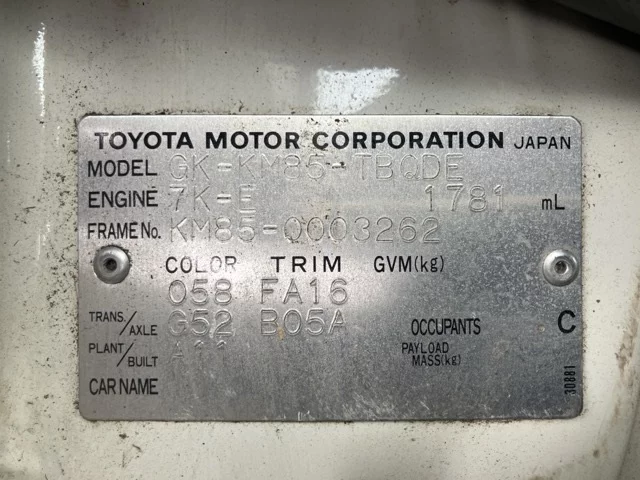 TOYOTA MOTOR CORPORATION JAPAN
MODEL GK-KM85-TBQDE
ENGINE 7K-E 1781 mL
FRAME No. KM85-0003262
COLOR TRIM GVM(kg)
058 FA16
TRANS./AXLE G52 B05A OCCUPANTS C
PLANT/BUILT A11 PAYLOAD MASS(kg)
CAR NAME
30881